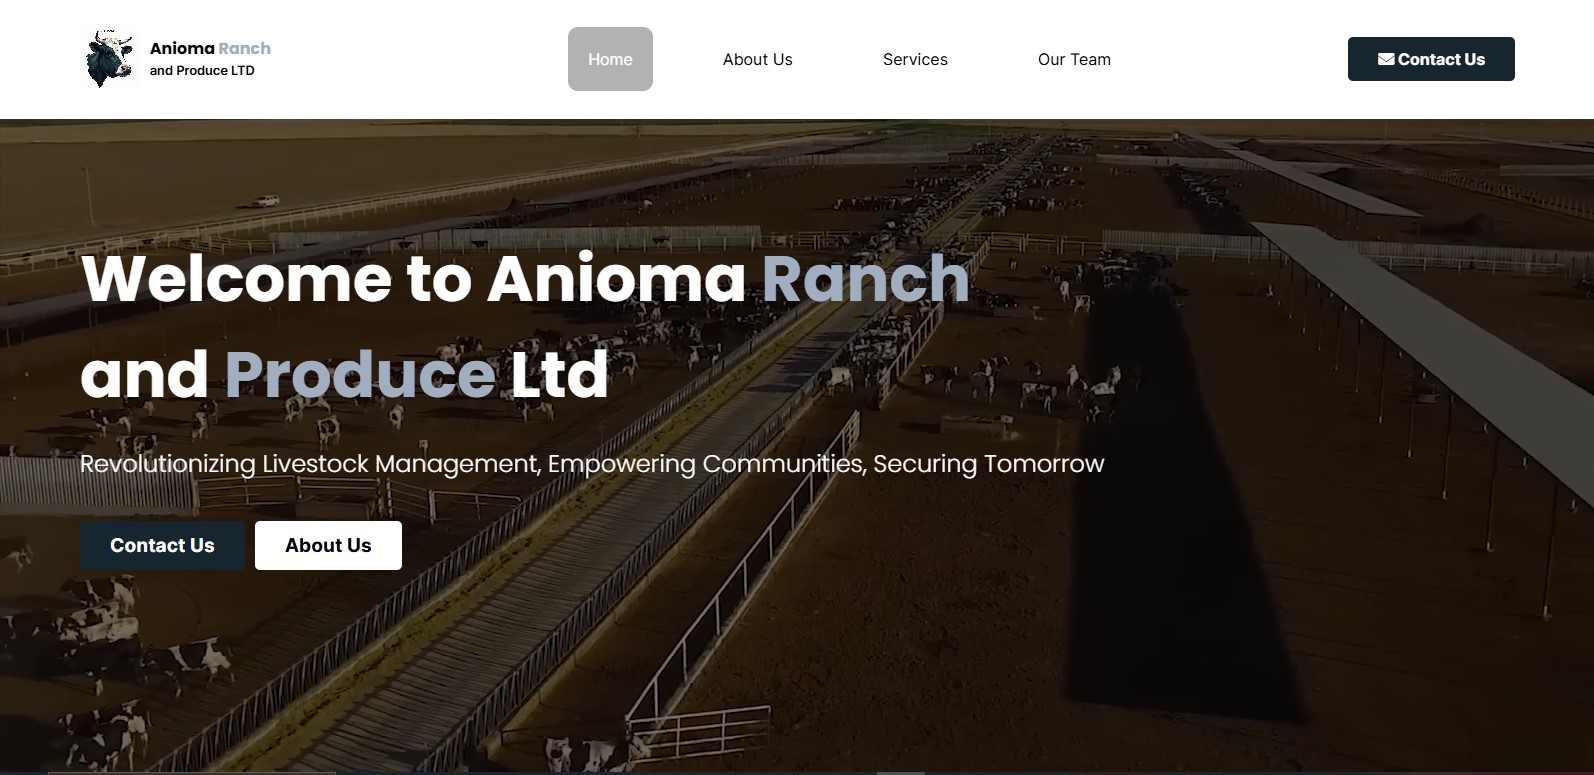 Anioma Ranch
and Produce LTD
Home
About Us
Services
Our Team
Contact Us
Welcome to Anioma Ranch
and Produce Ltd
Revolutionizing Livestock Management, Empowering Communities, Securing Tomorrow
Contact Us
About Us